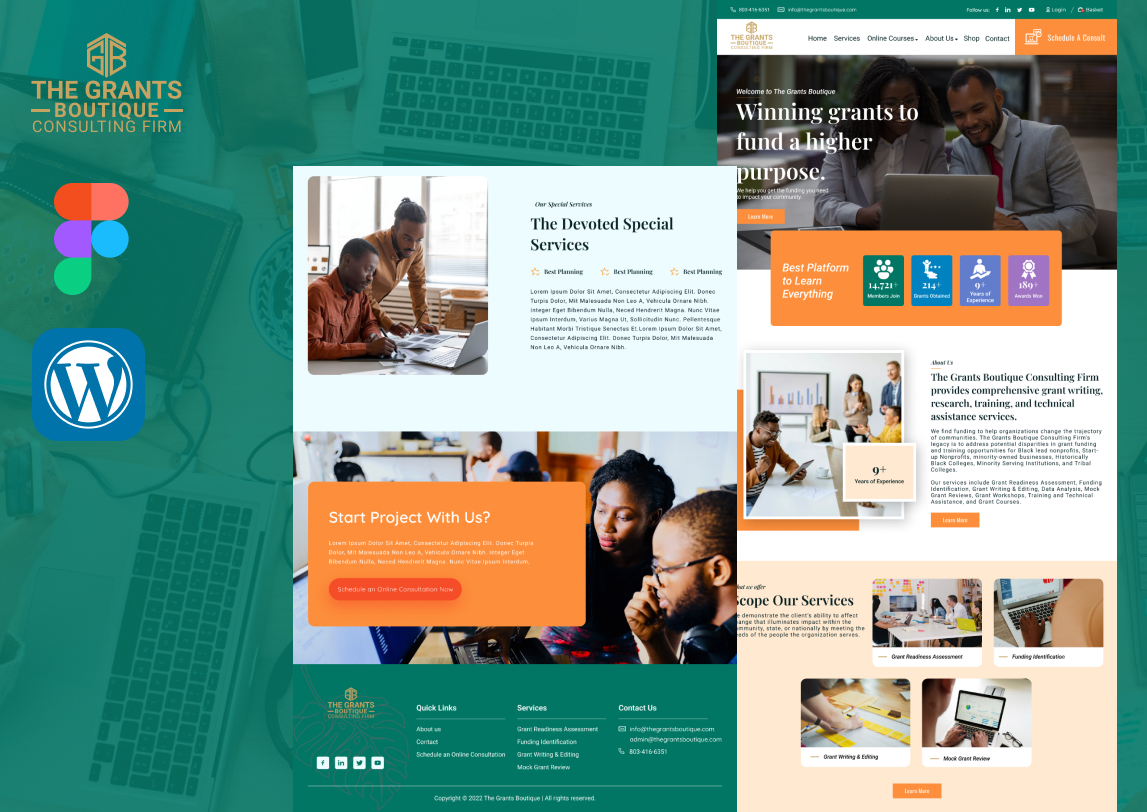 THE GRANTS
BOUTIQUE
CONSULTING FIRM
803-416-6351
info@thegrantsboutique.com
Follow us:
Login / Basket
THE GRANTS
BOUTIQUE
CONSULTING FIRM
Home Services Online Courses About Us Shop Contact
Schedule A Consult
Welcome to The Grants Boutique
Winning grants to
fund a higher
purpose.
We help you get the funding you need
to impact your community.
Learn More
Best Platform
to Learn
Everything
14,721+
Members Join
214+
Grants Obtained
9+
Years of
Experience
189+
Awards Won
About Us
The Grants Boutique Consulting Firm
provides comprehensive grant writing,
research, training, and technical
assistance services.
We find funding to help organizations change the trajectory
of communities. The Grants Boutique Consulting Firm's
legacy is to address potential disparities in grant funding
and training opportunities for Black lead nonprofits, Start-
up Nonprofits, minority-owned businesses, Historically
Black Colleges, Minority Serving Institutions, and Tribal
Colleges.
Our services include Grant Readiness Assessment, Funding
Identification, Grant Writing & Editing, Data Analysis, Mock
Grant Reviews, Grant Workshops, Training and Technical
Assistance, and Grant Courses.
Learn More
9+
Years of Experience
we offer
Scope Our Services
demonstrate the client's ability to affect
change that illuminates impact within the
community, state, or nationally by meeting the
needs of the people the organization serves.
Grant Readiness Assessment
Funding Identification
Grant Writing & Editing
Mock Grant Review
Learn More
Our Special Services
The Devoted Special
Services
Best Planning Best Planning Best Planning
Lorem Ipsum Dolor Sit Amet, Consectetur Adipiscing Elit. Donec
Turpis Dolor, Mit Malesuada Non Leo A, Vehicula Ornare Nibh.
Integer Eget Bibendum Nulla, Neced Hendrerit Magna. Nunc Vitae
Ipsum Interdum, Varius Magna Ut, Sollicitudin Nunc. Pellentesque
Habitant Morbi Tristique Senectus Et.Lorem Ipsum Dolor Sit Amet,
Consectetur Adipiscing Elit. Donec Turpis Dolor, Mit Malesuada
Non Leo A, Vehicula Ornare Nibh.
Start Project With Us?
Lorem Ipsum Dolor Sit Amet, Consectetur Adipiscing Elit. Donec Turpis
Dolor, Mit Malesuada Non Leo A, Vehicula Ornare Nibh. Integer Eget
Bibendum Nulla, Neced Hendrerit Magna. Nunc Vitae Ipsum Interdum,
Schedule an Online Consultation Now
THE GRANTS
BOUTIQUE
CONSULTING FIRM
Quick Links
About us
Contact
Schedule an Online Consultation
Services
Grant Readiness Assessment
Funding Identification
Grant Writing & Editing
Mock Grant Review
Contact Us
info@thegrantsboutique.com
admin@thegrantsboutique.com
803-416-6351
Copyright © 2022 The Grants Boutique | All rights reserved.